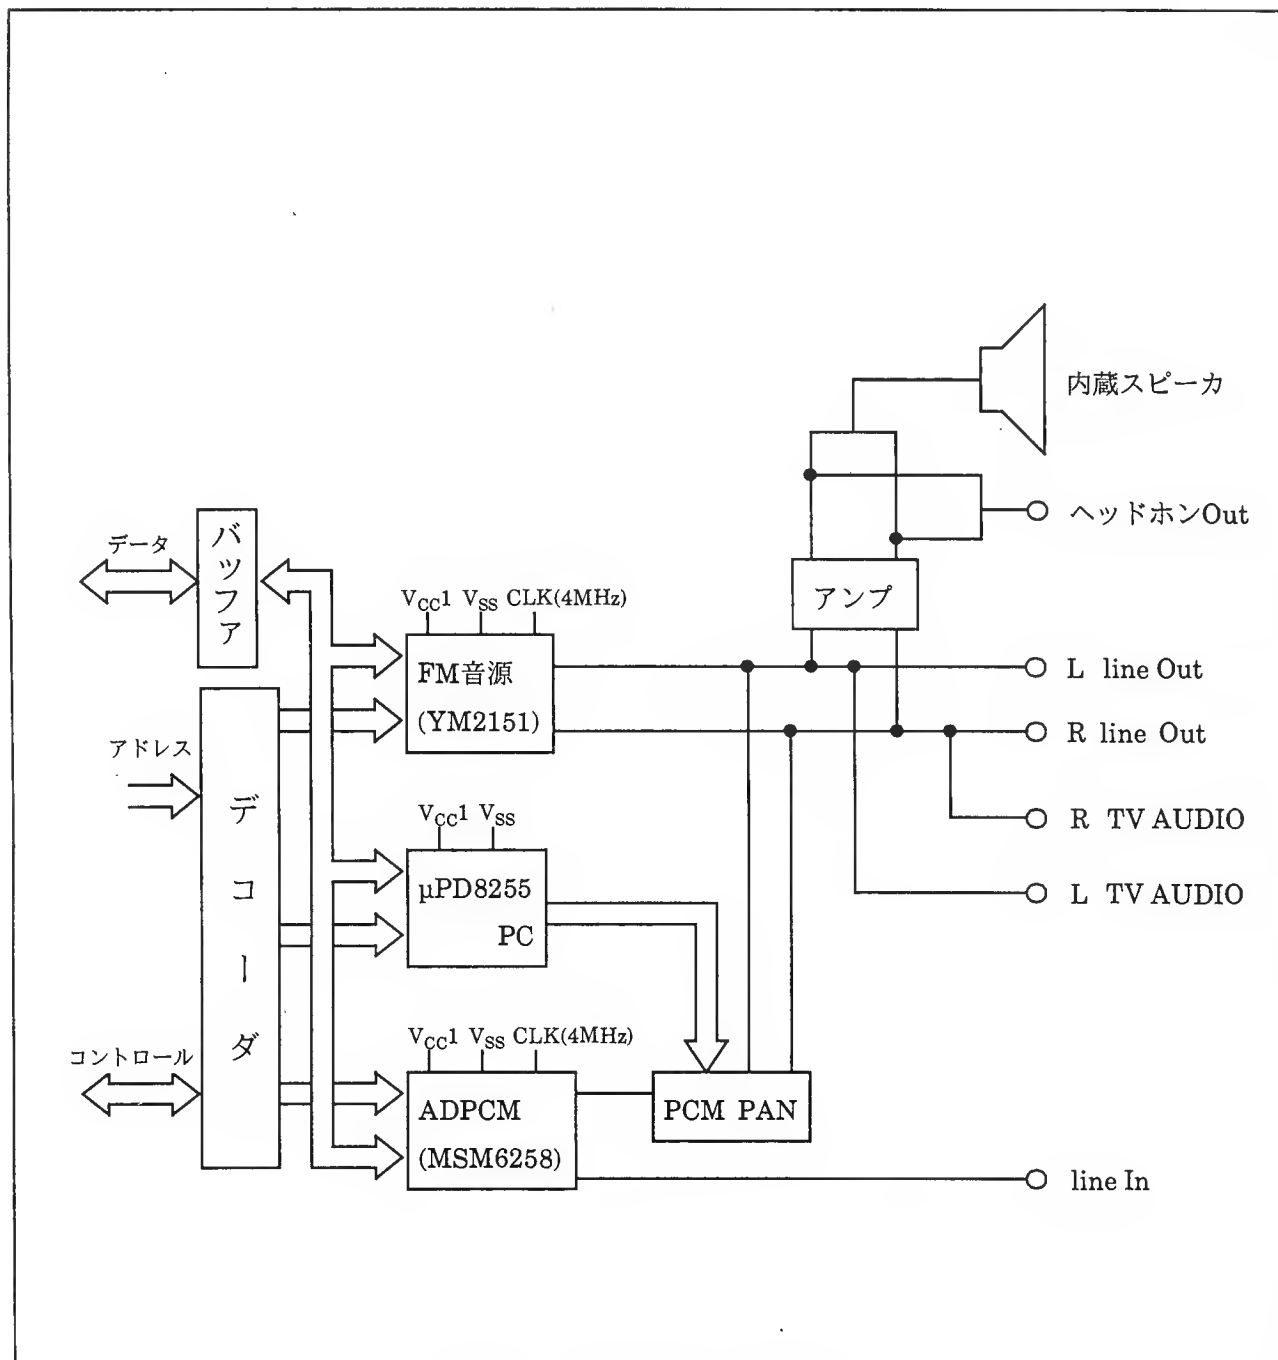 内蔵スピーカ
ヘッドホンOut
アンプ
L line Out
R line Out
R TV AUDIO
L TV AUDIO
line In
データ
バッファ
アドレス
コントロール
デコーダ
VCC1 VSS CLK(4MHz)
FM音源
(YM2151)
VCC1 VSS
µPD8255
PC
VCC1 VSS CLK(4MHz)
ADPCM
(MSM6258)
PCM PAN